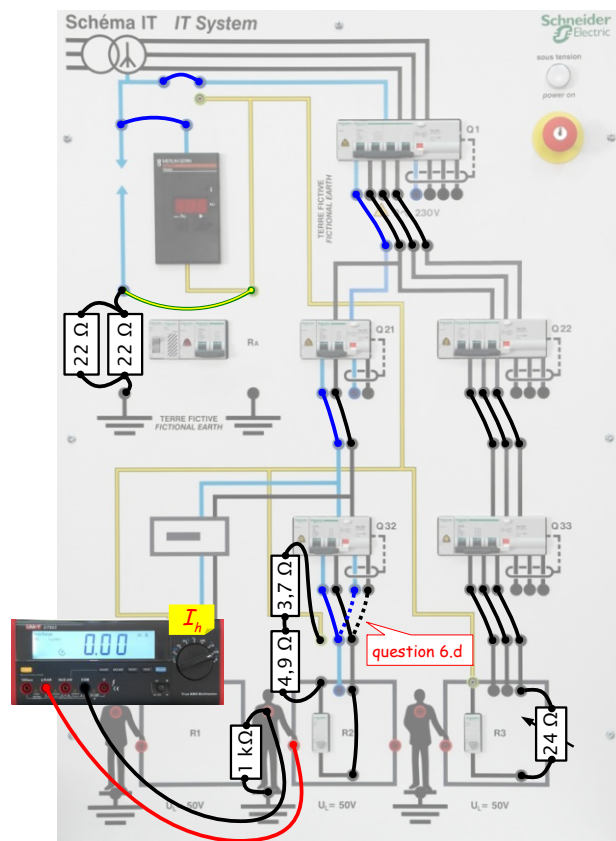 Schéma IT IT System
Schneider
Electric
sous tension
power on
Q1
MERLIN GERIN
TERRE FICTIVE
FICTIONAL EARTH
230V
22 Ω
22 Ω
RA
Q21
Q22
TERRE FICTIVE
FICTIONAL EARTH
Q32
Q33
3,7 Ω
4,9 Ω
question 6.d
Ih
0.00
R1
1 kΩ
R2
R3
24 Ω
UL= 50V
UL= 50V